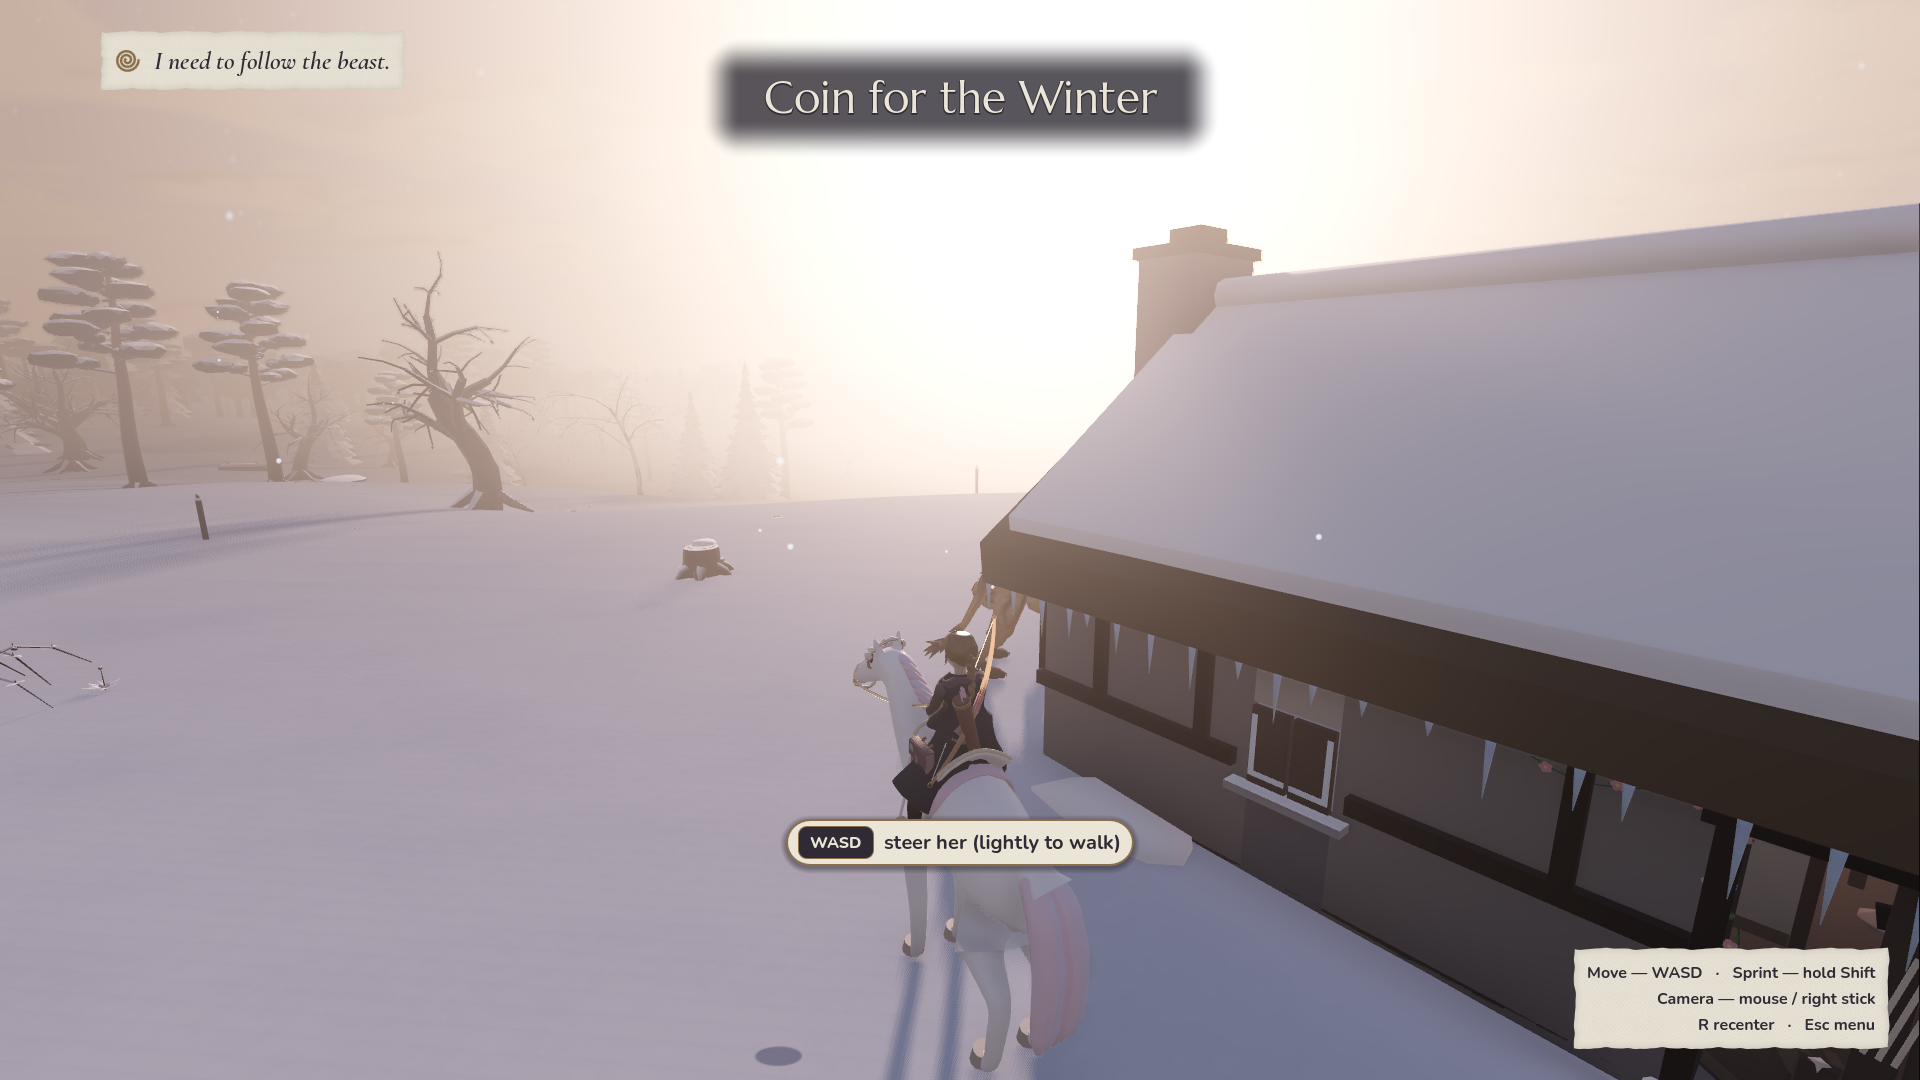 I need to follow the beast.
Coin for the Winter
WASD steer her (lightly to walk)
Move — WASD · Sprint — hold Shift
Camera — mouse / right stick
R recenter · Esc menu